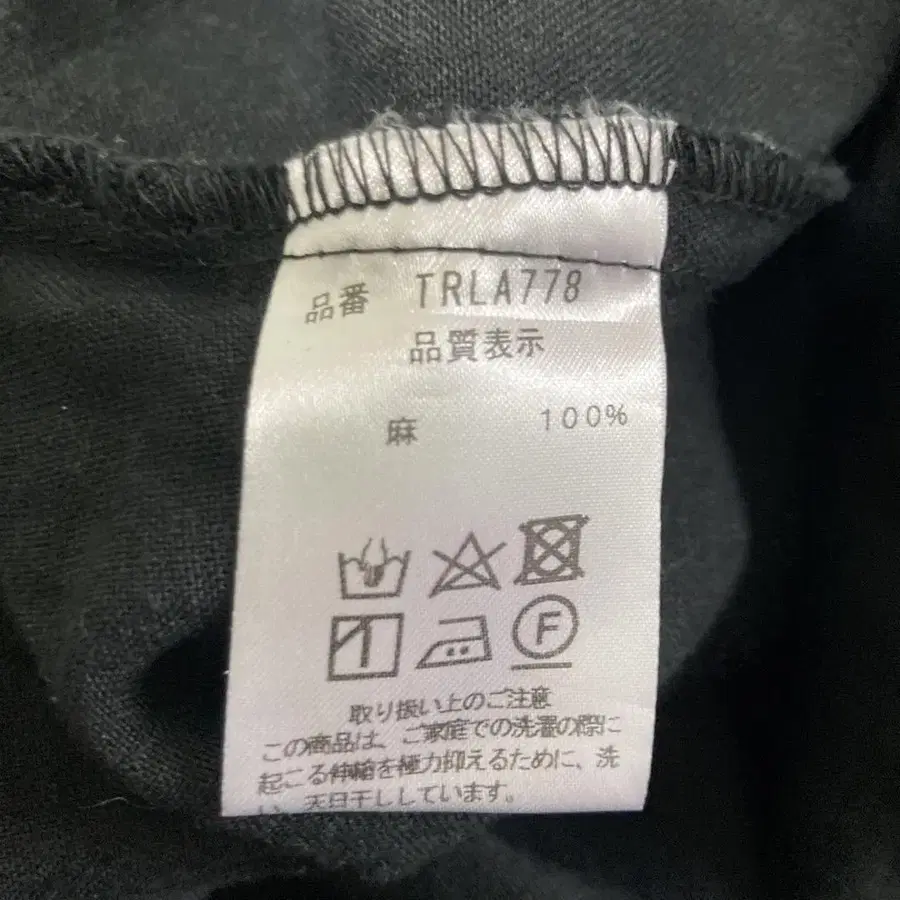 品番 TRLA778
品質表示
麻 100%
F
取り扱い上のご注意
この商品は、ご家庭での洗濯の際に
起こる伸縮を極力抑えるために、洗
い、天日干ししています。